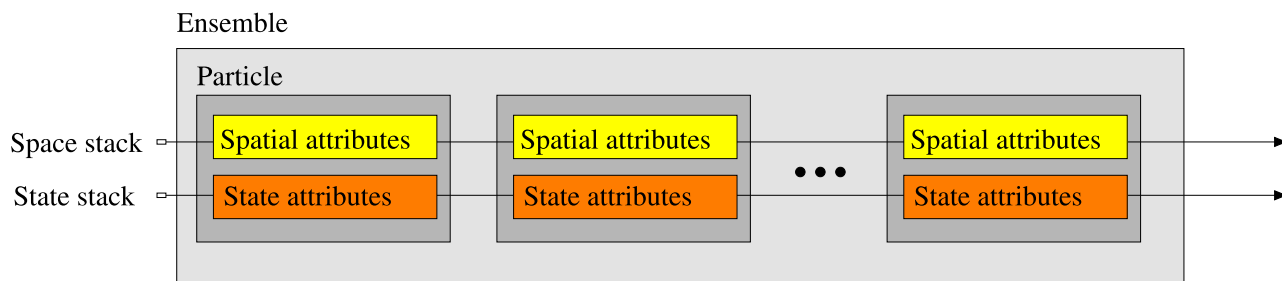 Ensemble
Particle
Space stack Spatial attributes Spatial attributes Spatial attributes
State stack State attributes State attributes State attributes